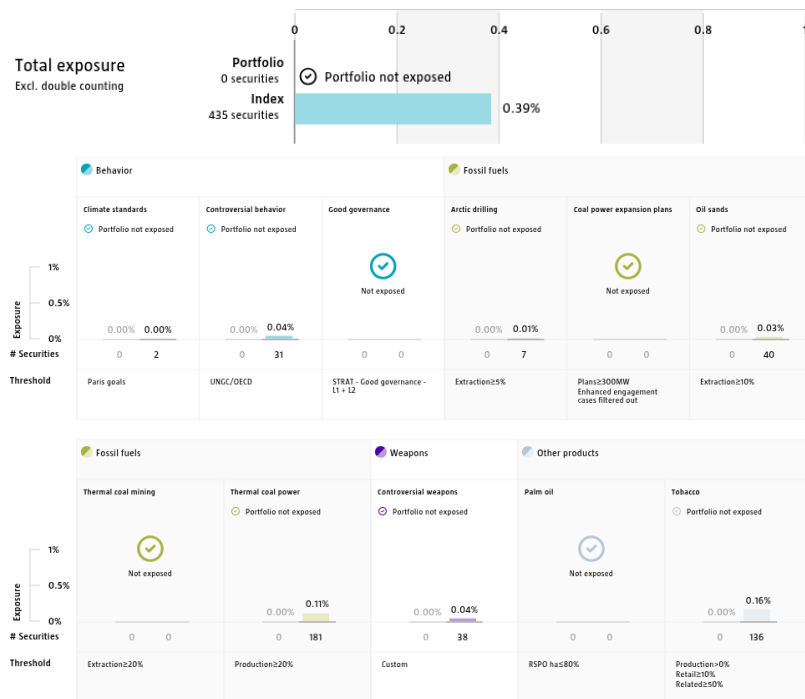 0 0.2 0.4 0.6 0.8 1
Total exposure
Excl. double counting
Portfolio
0 securities
Portfolio not exposed
Index
435 securities
0.39%
Behavior
Fossil fuels
Climate standards
Controversial behavior
Good governance
Arctic drilling
Coal power expansion plans
Oil sands
Portfolio not exposed
Portfolio not exposed
Portfolio not exposed
Portfolio not exposed
Not exposed
Not exposed
Exposure
1%
0.5%
0%
0.00% 0.00%
0.00% 0.04%
0.00% 0.01%
0.00% 0.03%
# Securities
0 2
0 31
0 0
0 7
0 0
0 40
Threshold
Paris goals
UNGC/OECD
STRAT - Good governance -
L1 + L2
Extraction≥5%
Plans≥300MW
Enhanced engagement
cases filtered out
Extraction≥10%
Fossil fuels
Weapons
Other products
Thermal coal mining
Thermal coal power
Controversial weapons
Palm oil
Tobacco
Portfolio not exposed
Portfolio not exposed
Portfolio not exposed
Not exposed
Not exposed
Exposure
1%
0.5%
0%
0.00% 0.11%
0.00% 0.04%
0.00% 0.16%
# Securities
0 0
0 181
0 38
0 0
0 136
Threshold
Extraction≥20%
Production≥20%
Custom
RSPO ha≤80%
Production>0%
Retail≥10%
Related≥50%